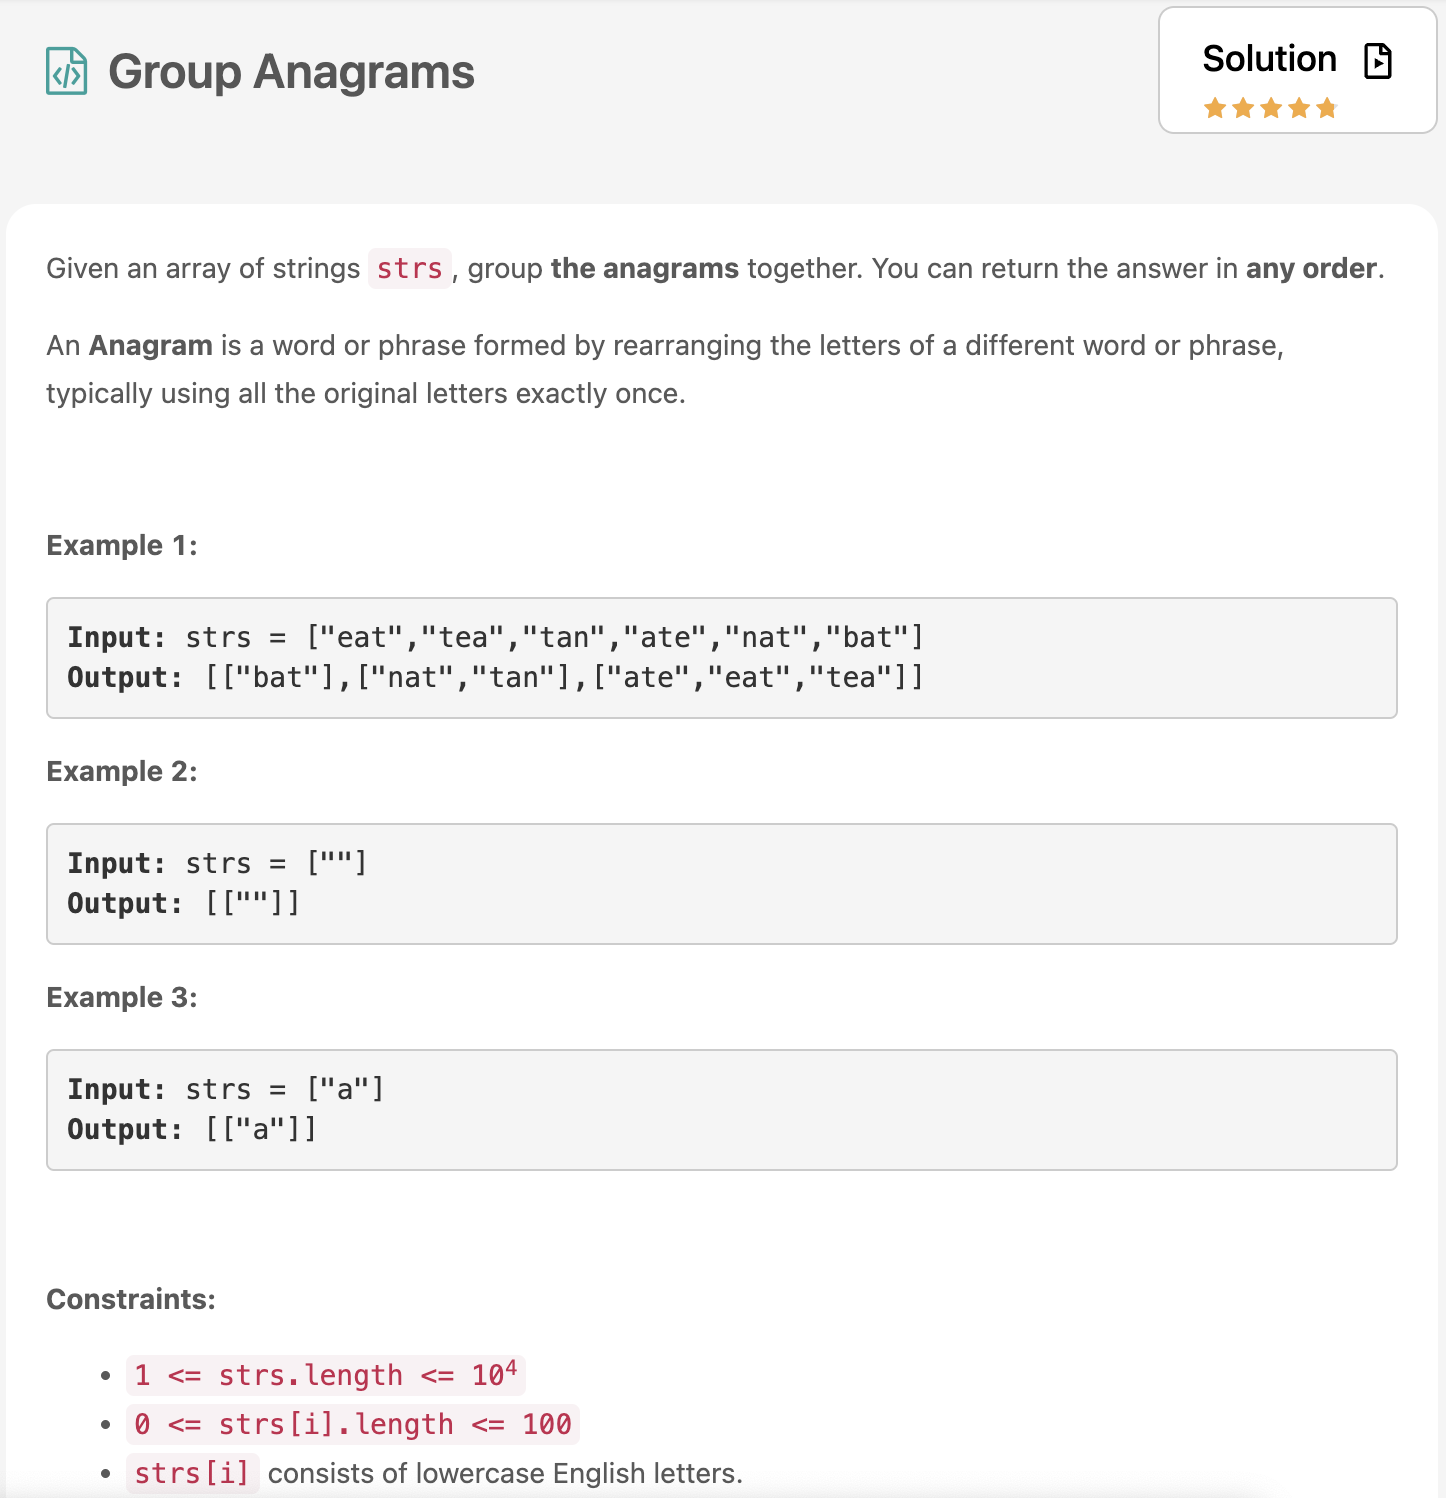 Group Anagrams
Solution
Given an array of strings strs, group the anagrams together. You can return the answer in any order.
An Anagram is a word or phrase formed by rearranging the letters of a different word or phrase,
typically using all the original letters exactly once.
Example 1:
Input: strs = ["eat","tea","tan","ate","nat","bat"]
Output: [["bat"],["nat","tan"],["ate","eat","tea"]]
Example 2:
Input: strs = [""]
Output: [[""]]
Example 3:
Input: strs = ["a"]
Output: [["a"]]
Constraints:
• 1 <= strs.length <= 10⁴
• 0 <= strs[i].length <= 100
• strs[i] consists of lowercase English letters.